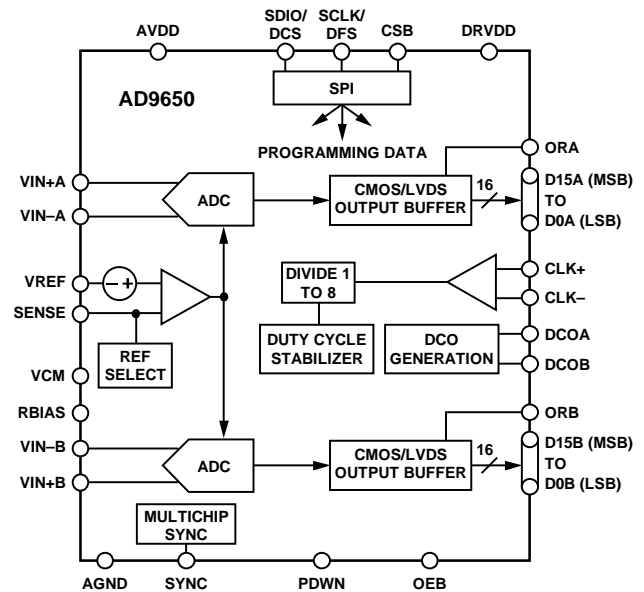 SDIO/
DCS
SCLK/
DFS
AVDD
CSB
DRVDD
SPI
AD9650
PROGRAMMING DATA
ORA
VIN+A
ADC
CMOS/LVDS
OUTPUT BUFFER
16
D15A (MSB)
TO
D0A (LSB)
VIN–A
VREF
– +
DIVIDE 1
TO 8
CLK+
CLK–
SENSE
REF
SELECT
DUTY CYCLE
STABILIZER
DCO
GENERATION
DCOA
DCOB
VCM
RBIAS
ORB
VIN–B
ADC
CMOS/LVDS
OUTPUT BUFFER
16
D15B (MSB)
TO
D0B (LSB)
VIN+B
MULTICHIP
SYNC
AGND
SYNC
PDWN
OEB